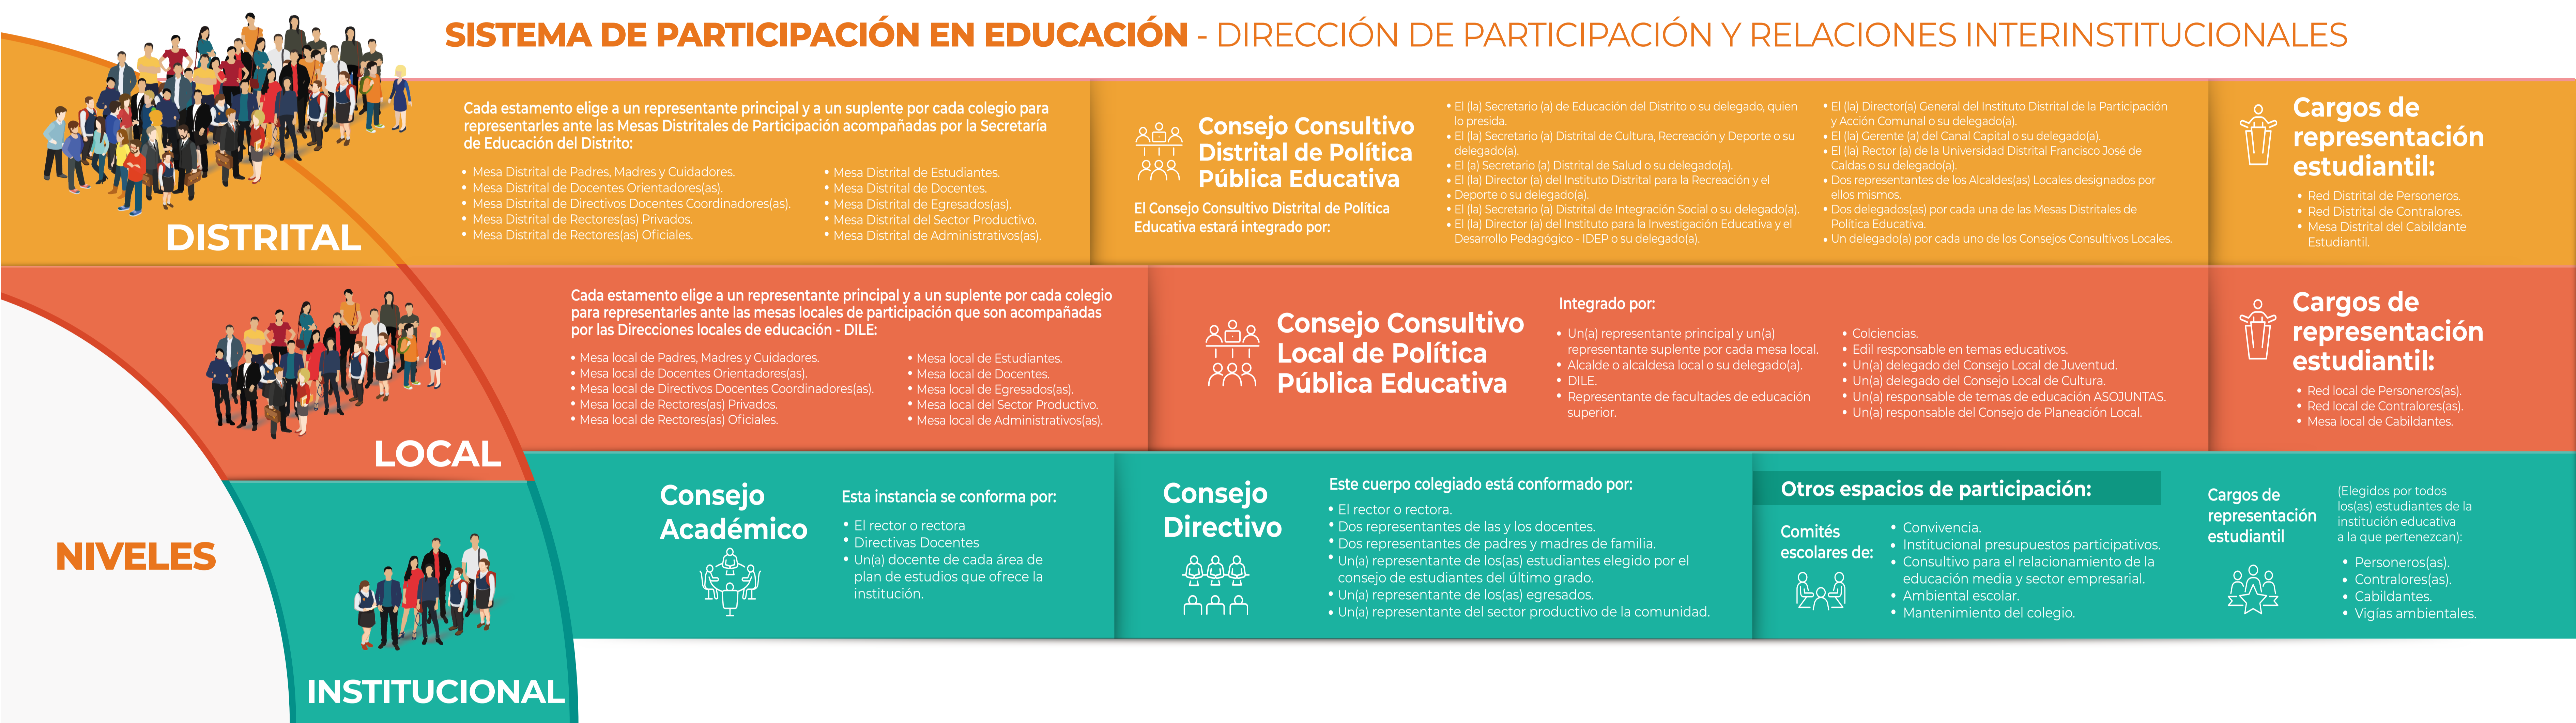 SISTEMA DE PARTICIPACIÓN EN EDUCACIÓN - DIRECCIÓN DE PARTICIPACIÓN Y RELACIONES INTERINSTITUCIONALES
DISTRITAL
Cada estamento elige a un representante principal y a un suplente por cada colegio para
representarles ante las Mesas Distritales de Participación acompañadas por la Secretaría
de Educación del Distrito:
• Mesa Distrital de Padres, Madres y Cuidadores.
• Mesa Distrital de Docentes Orientadores(as).
• Mesa Distrital de Directivos Docentes Coordinadores(as).
• Mesa Distrital de Rectores(as) Privados.
• Mesa Distrital de Rectores(as) Oficiales.
• Mesa Distrital de Estudiantes.
• Mesa Distrital de Docentes.
• Mesa Distrital de Egresados(as).
• Mesa Distrital del Sector Productivo.
• Mesa Distrital de Administrativos(as).
Consejo Consultivo
Distrital de Política
Pública Educativa
El Consejo Consultivo Distrital de Política
Educativa estará integrado por:
• El (la) Secretario (a) de Educación del Distrito o su delegado, quien
lo presida.
• El (la) Secretario (a) Distrital de Cultura, Recreación y Deporte o su
delegado(a).
• El (a) Secretario (a) Distrital de Salud o su delegado(a).
• El (la) Director (a) del Instituto Distrital para la Recreación y el
• Deporte o su delegado(a).
• El (la) Secretario (a) Distrital de Integración Social o su delegado(a).
• El (la) Director (a) del Instituto para la Investigación Educativa y el
Desarrollo Pedagógico - IDEP o su delegado(a).
• El (la) Director(a) General del Instituto Distrital de la Participación
y Acción Comunal o su delegado(a).
• El (la) Gerente (a) del Canal Capital o su delegado(a).
• El (la) Rector (a) de la Universidad Distrital Francisco José de
Caldas o su delegado(a).
• Dos representantes de los Alcaldes(as) Locales designados por
ellos mismos.
• Dos delegados(as) por cada una de las Mesas Distritales de
Política Educativa.
• Un delegado(a) por cada uno de los Consejos Consultivos Locales.
Cargos de
representación
estudiantil:
• Red Distrital de Personeros.
• Red Distrital de Contralores.
• Mesa Distrital del Cabildante
Estudiantil.
LOCAL
Cada estamento elige a un representante principal y a un suplente por cada colegio
para representarles ante las mesas locales de participación que son acompañadas
por las Direcciones locales de educación - DILE:
• Mesa local de Padres, Madres y Cuidadores.
• Mesa local de Docentes Orientadores(as).
• Mesa local de Directivos Docentes Coordinadores(as).
• Mesa local de Rectores(as) Privados.
• Mesa local de Rectores(as) Oficiales.
• Mesa local de Estudiantes.
• Mesa local de Docentes.
• Mesa local de Egresados(as).
• Mesa local del Sector Productivo.
• Mesa local de Administrativos(as).
Consejo Consultivo
Local de Política
Pública Educativa
Integrado por:
• Un(a) representante principal y un(a)
representante suplente por cada mesa local.
• Alcalde o alcaldesa local o su delegado(a).
• DILE.
• Representante de facultades de educación
superior.
• Colciencias.
• Edil responsable en temas educativos.
• Un(a) delegado del Consejo Local de Juventud.
• Un(a) delegado del Consejo Local de Cultura.
• Un(a) responsable de temas de educación ASOJUNTAS.
• Un(a) responsable del Consejo de Planeación Local.
Cargos de
representación
estudiantil:
• Red local de Personeros(as).
• Red local de Contralores(as).
• Mesa local de Cabildantes.
NIVELES
INSTITUCIONAL
Consejo
Académico
Esta instancia se conforma por:
• El rector o rectora
• Directivas Docentes
• Un(a) docente de cada área de
plan de estudios que ofrece la
institución.
Consejo
Directivo
Este cuerpo colegiado está conformado por:
• El rector o rectora.
• Dos representantes de las y los docentes.
• Dos representantes de padres y madres de familia.
• Un(a) representante de los(as) estudiantes elegido por el
consejo de estudiantes del último grado.
• Un(a) representante de los(as) egresados.
• Un(a) representante del sector productivo de la comunidad.
Otros espacios de participación:
Comités
escolares de:
• Convivencia.
• Institucional presupuestos participativos.
• Consultivo para el relacionamiento de la
educación media y sector empresarial.
• Ambiental escolar.
• Mantenimiento del colegio.
Cargos de
representación
estudiantil
(Elegidos por todos
los(as) estudiantes de la
institución educativa
a la que pertenezcan):
• Personeros(as).
• Contralores(as).
• Cabildantes.
• Vigías ambientales.